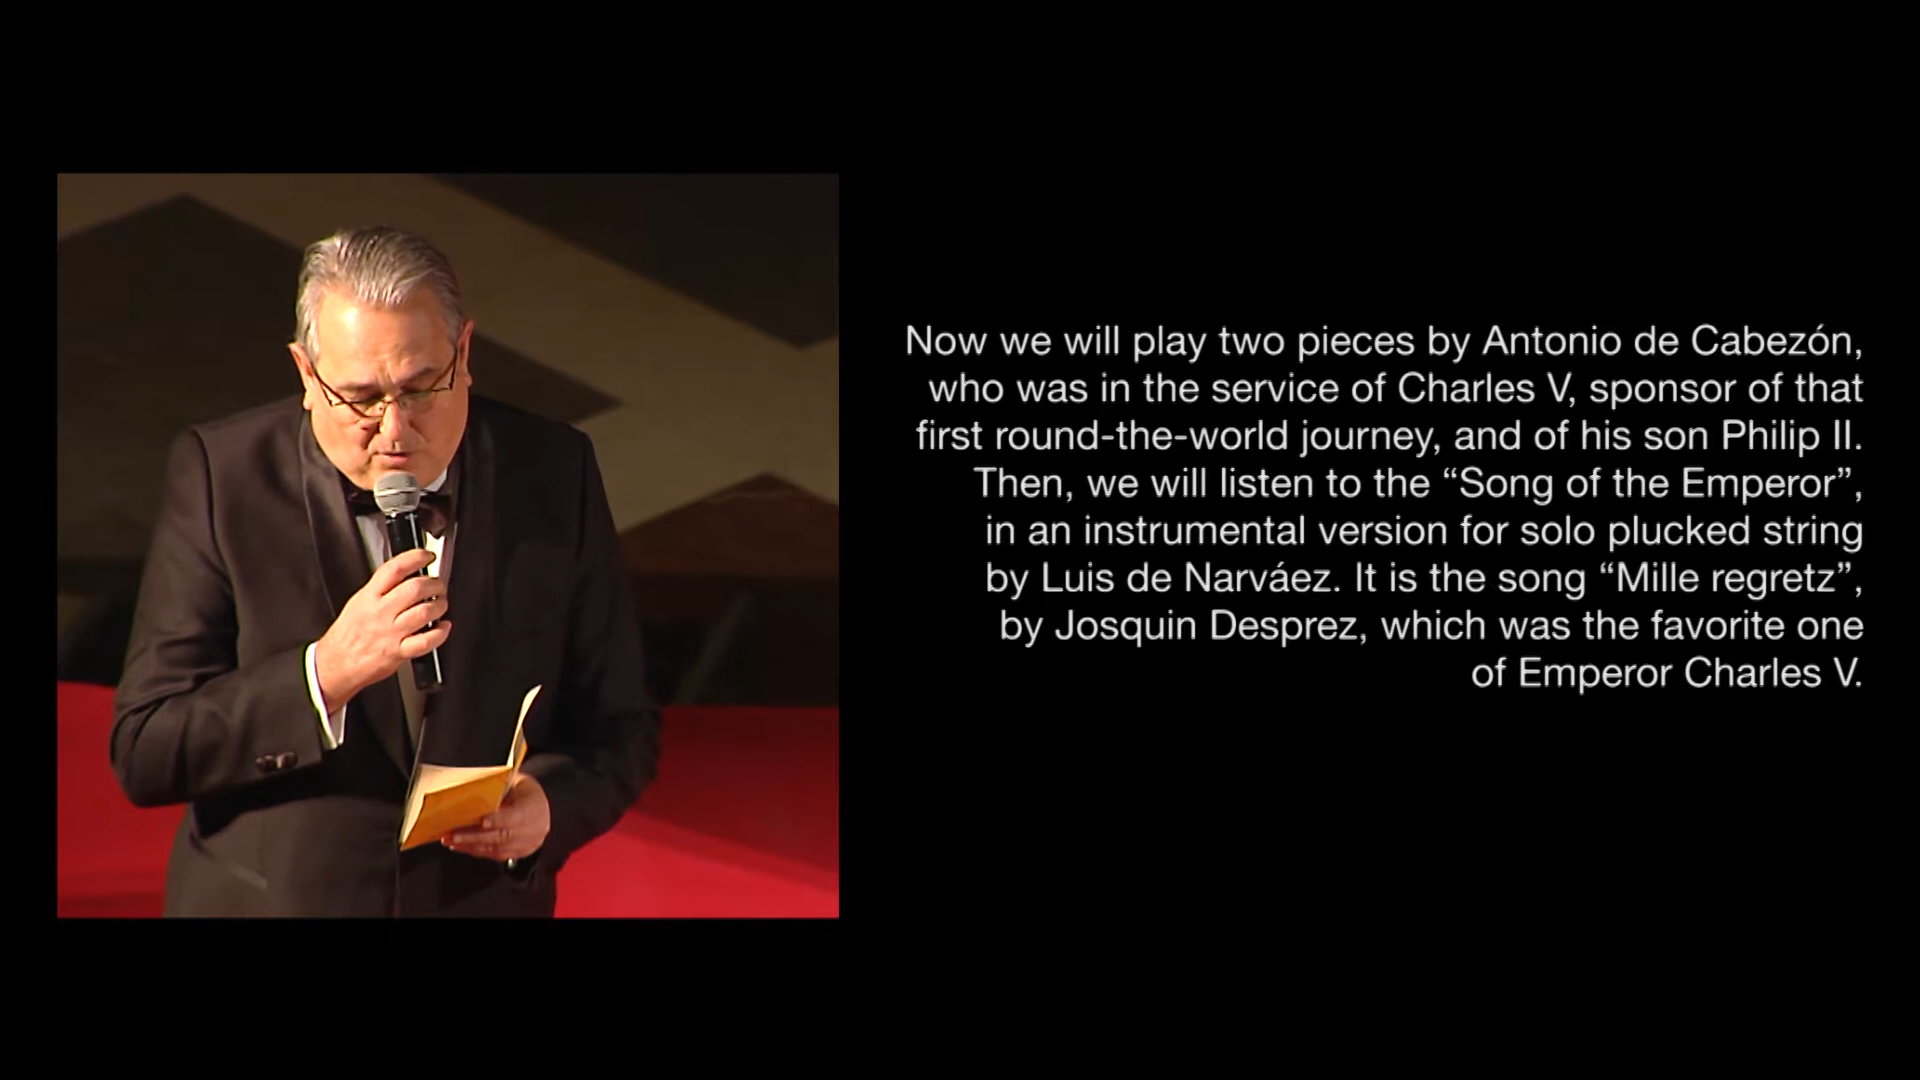 Now we will play two pieces by Antonio de Cabezón,
who was in the service of Charles V, sponsor of that
first round-the-world journey, and of his son Philip II.
Then, we will listen to the “Song of the Emperor”,
in an instrumental version for solo plucked string
by Luis de Narváez. It is the song “Mille regretz”,
by Josquin Desprez, which was the favorite one
of Emperor Charles V.